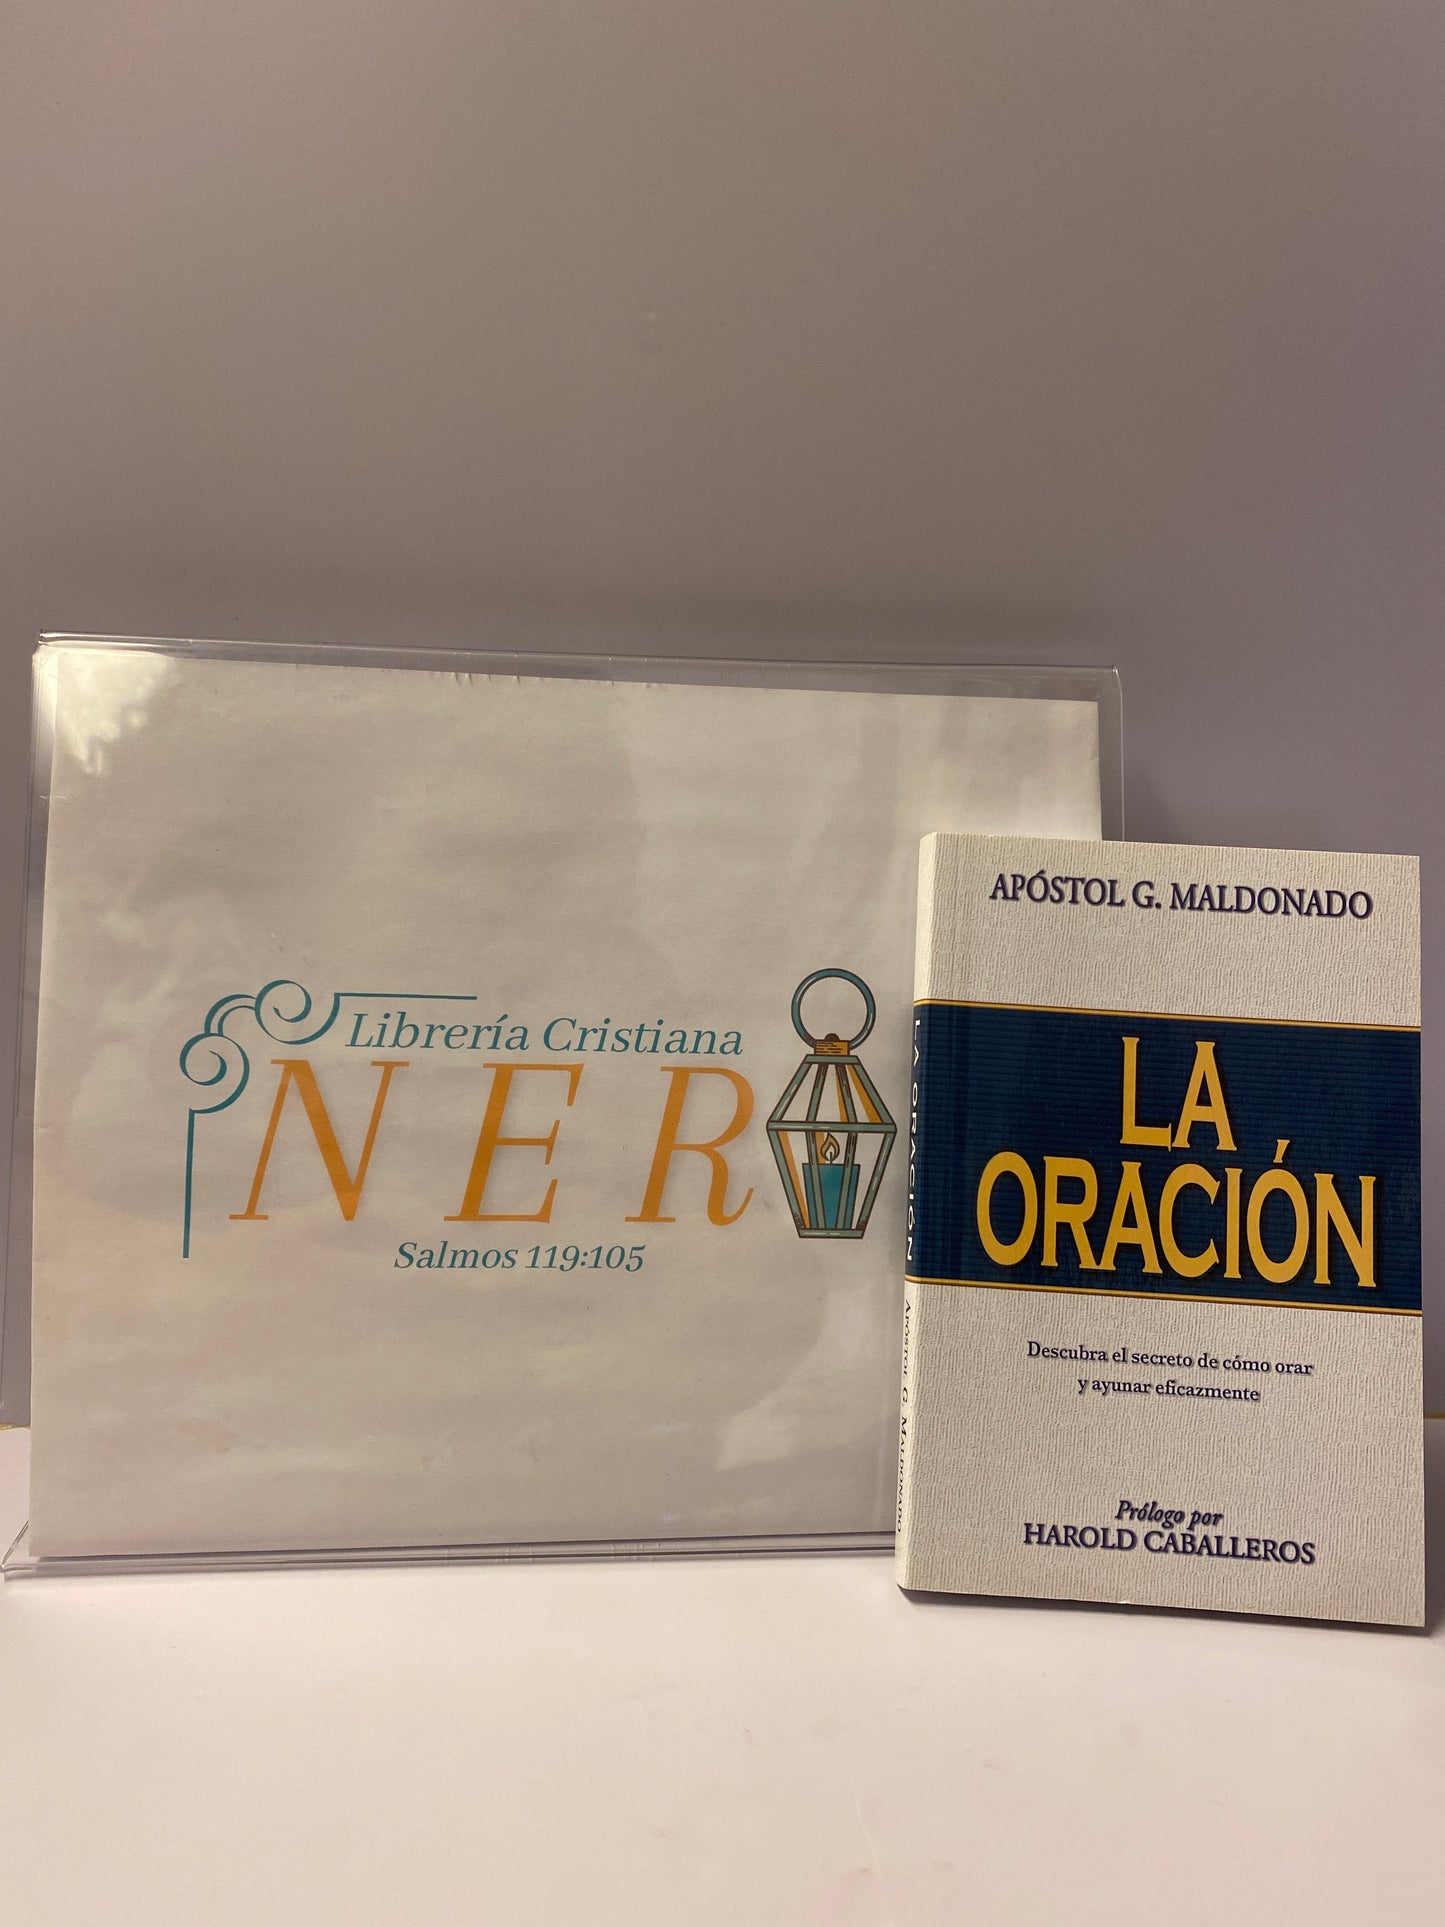 Librería Cristiana
NER
Salmos 119:105
APÓSTOL G. MALDONADO
LA
ORACIÓN
Descubra el secreto de cómo orar
y ayunar eficazmente
Prólogo por
HAROLD CABALLEROS
LA ORACIÓN
APÓSTOL G. MALDONADO